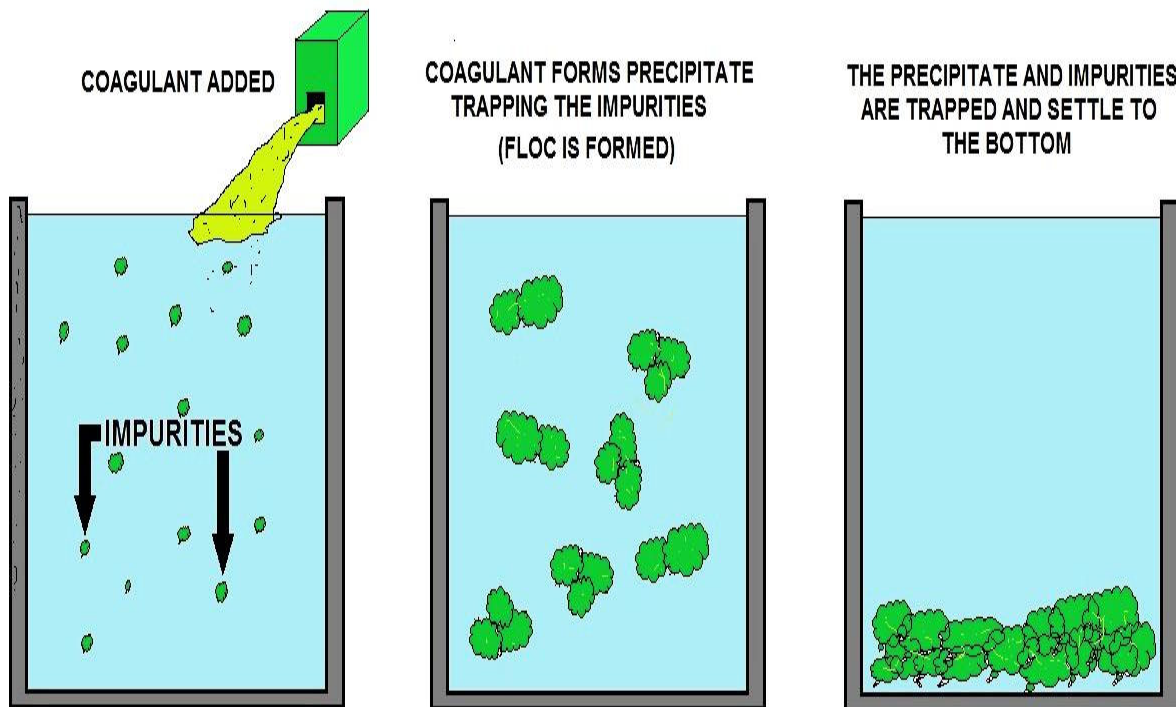 COAGULANT ADDED
IMPURITIES
COAGULANT FORMS PRECIPITATE
TRAPPING THE IMPURITIES
(FLOC IS FORMED)
THE PRECIPITATE AND IMPURITIES
ARE TRAPPED AND SETTLE TO
THE BOTTOM